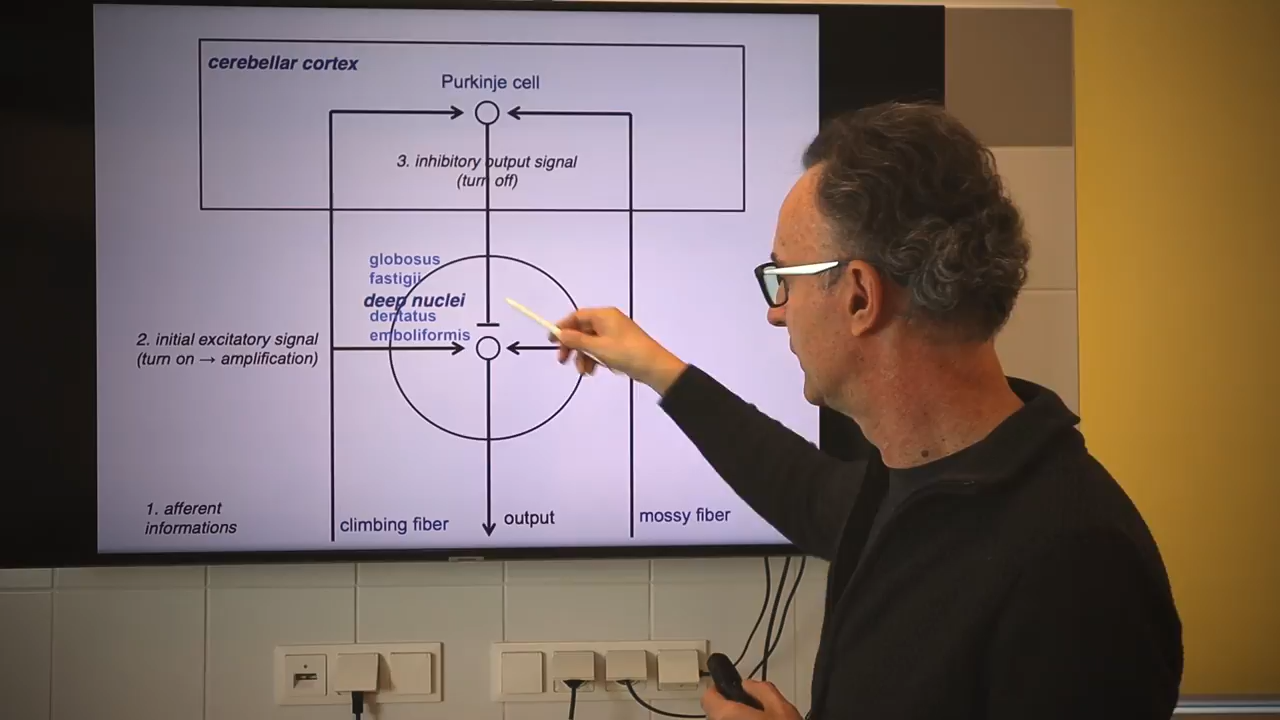 cerebellar cortex
Purkinje cell
3. inhibitory output signal
(turn off)
globosus
fastigii
deep nuclei
dentatus
emboliformis
2. initial excitatory signal
(turn on → amplification)
1. afferent
informations
climbing fiber
output
mossy fiber